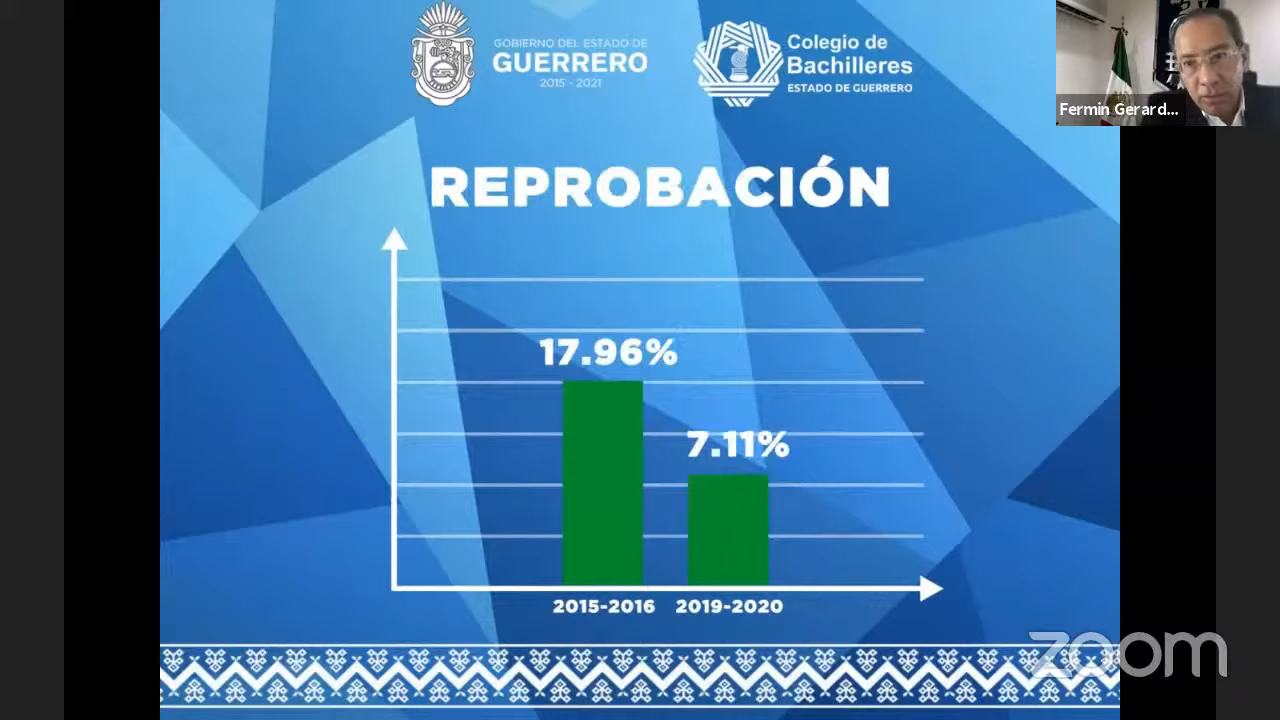 GOBIERNO DEL ESTADO DE
GUERRERO
2015 - 2021
Colegio de
Bachilleres
ESTADO DE GUERRERO
Fermin Gerard...
REPROBACIÓN
17.96%
7.11%
2015-2016 2019-2020
zoom